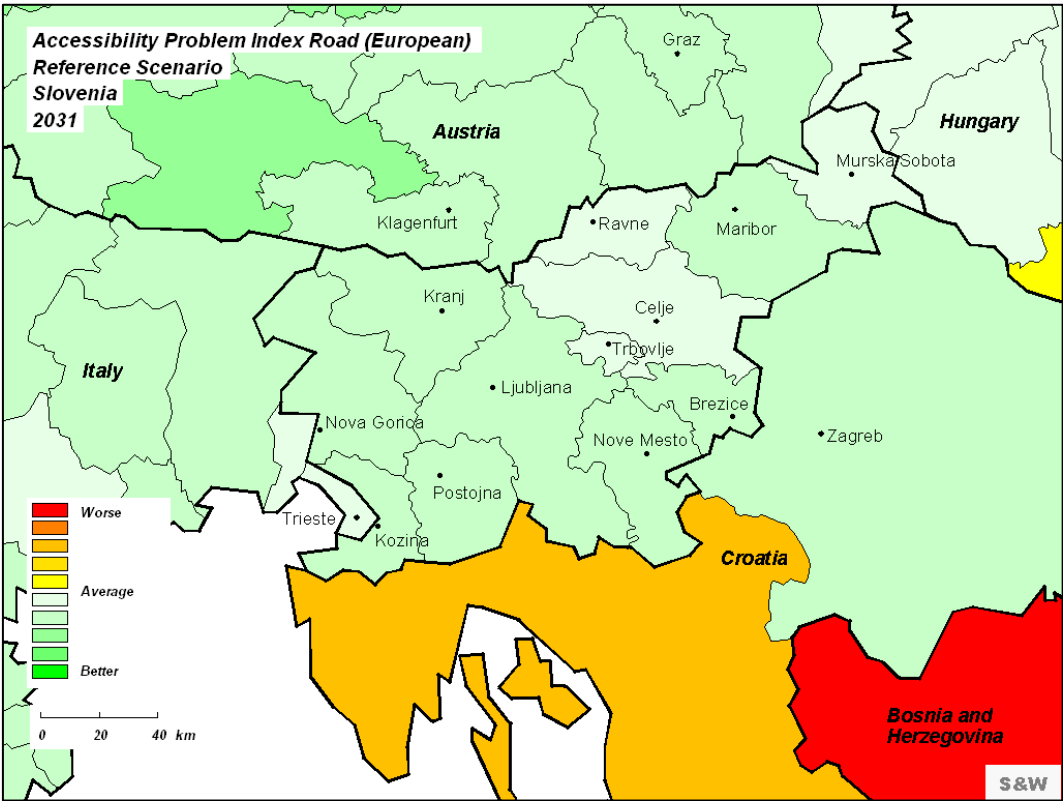 Accessibility Problem Index Road (European)
Reference Scenario
Slovenia
2031
Graz
Austria
Hungary
Murska Sobota
Klagenfurt
Ravne
Maribor
Kranj
Celje
Trbovlje
Italy
Ljubljana
Brezice
Nova Gorica
Nove Mesto
Zagreb
Postojna
Trieste
Kozina
Croatia
Worse
Average
Better
0 20 40 km
Bosnia and
Herzegovina
S&W